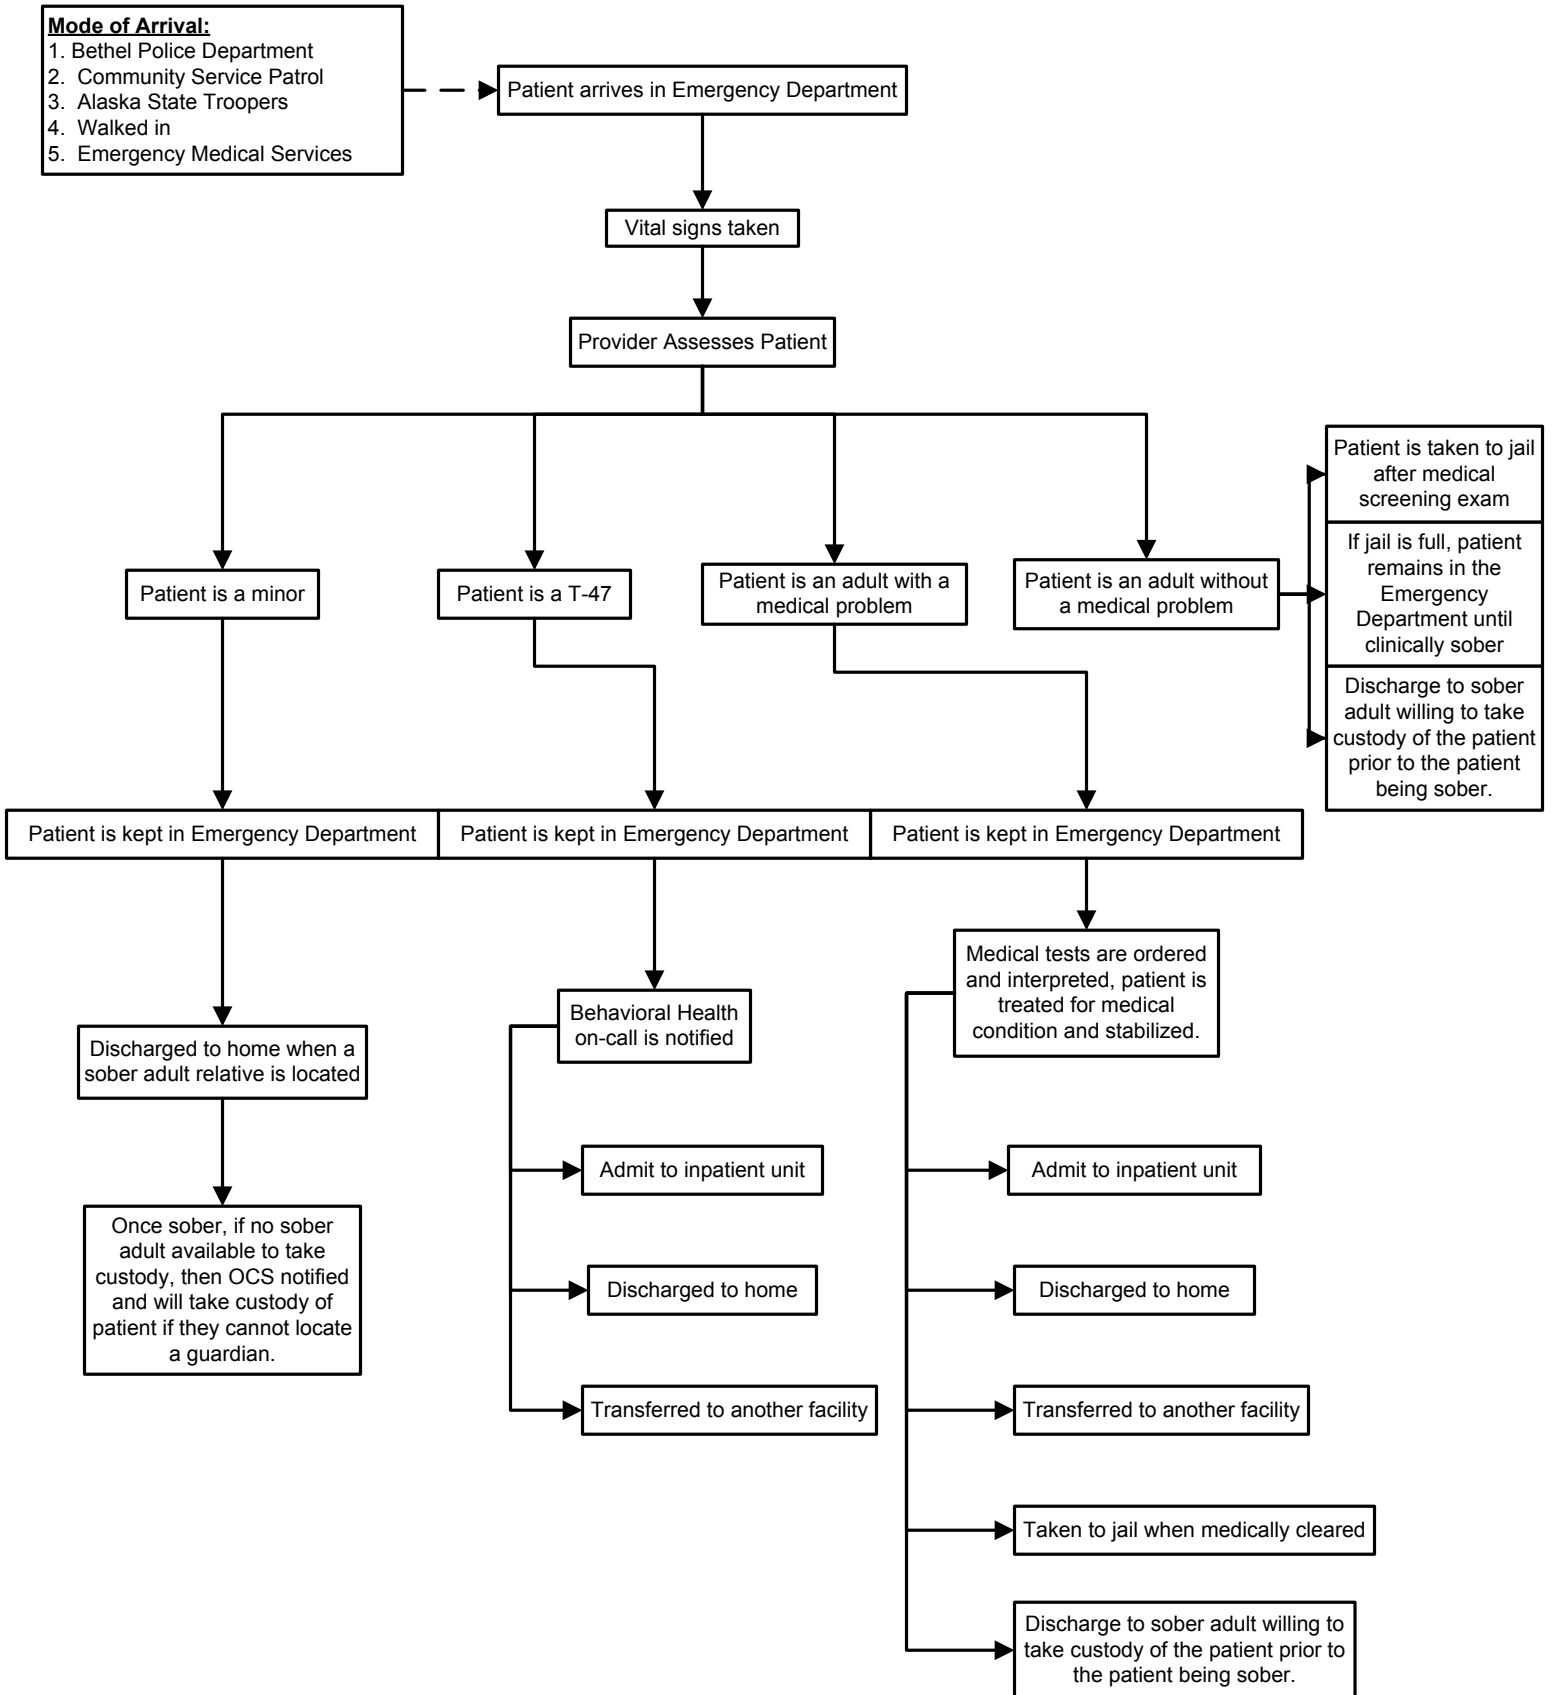 Mode of Arrival:
1. Bethel Police Department
2. Community Service Patrol
3. Alaska State Troopers
4. Walked in
5. Emergency Medical Services
Patient arrives in Emergency Department
Vital signs taken
Provider Assesses Patient
Patient is a minor
Patient is a T-47
Patient is an adult with a
medical problem
Patient is an adult without
a medical problem
Patient is taken to jail
after medical
screening exam
If jail is full, patient
remains in the
Emergency
Department until
clinically sober
Discharge to sober
adult willing to take
custody of the patient
prior to the patient
being sober.
Patient is kept in Emergency Department
Patient is kept in Emergency Department
Patient is kept in Emergency Department
Discharged to home when a
sober adult relative is located
Once sober, if no sober
adult available to take
custody, then OCS notified
and will take custody of
patient if they cannot locate
a guardian.
Behavioral Health
on-call is notified
Admit to inpatient unit
Discharged to home
Transferred to another facility
Medical tests are ordered
and interpreted, patient is
treated for medical
condition and stabilized.
Admit to inpatient unit
Discharged to home
Transferred to another facility
Taken to jail when medically cleared
Discharge to sober adult willing to
take custody of the patient prior to
the patient being sober.